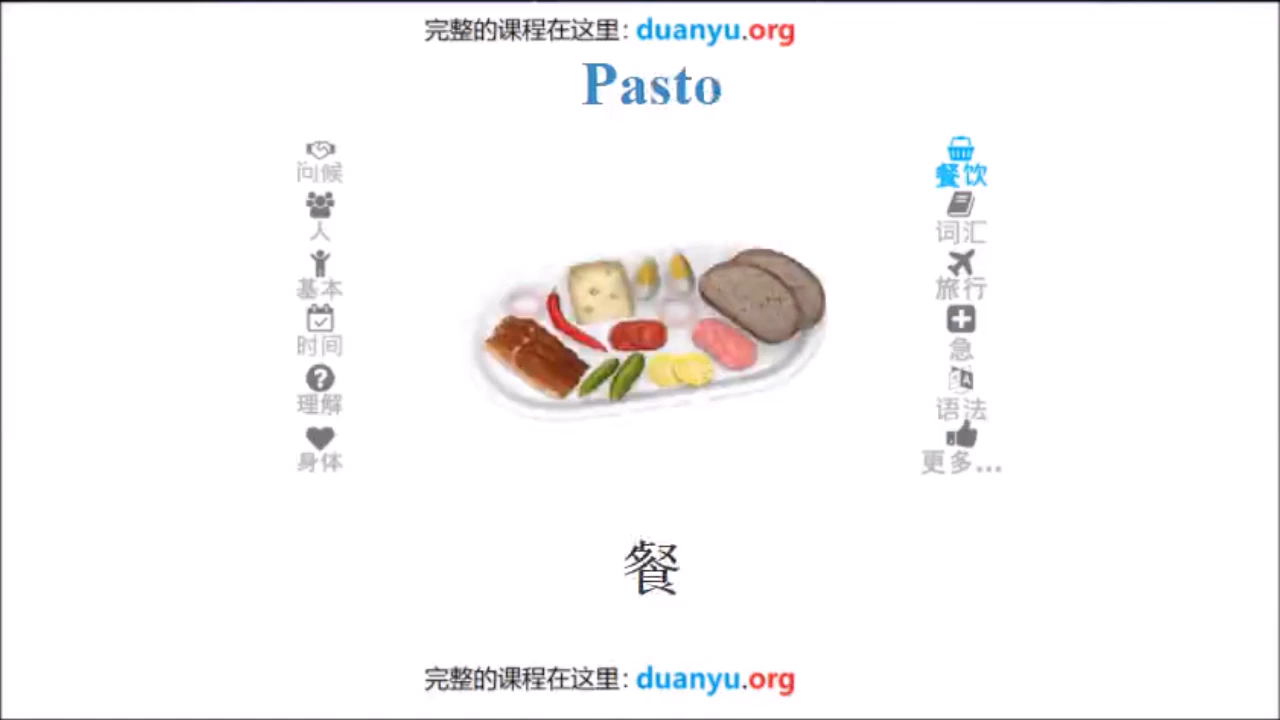 完整的课程在这里：duanyu.org
Pasto
问候
人
基本
时间
理解
身体
餐饮
词汇
旅行
急
语法
更多...
餐
完整的课程在这里：duanyu.org